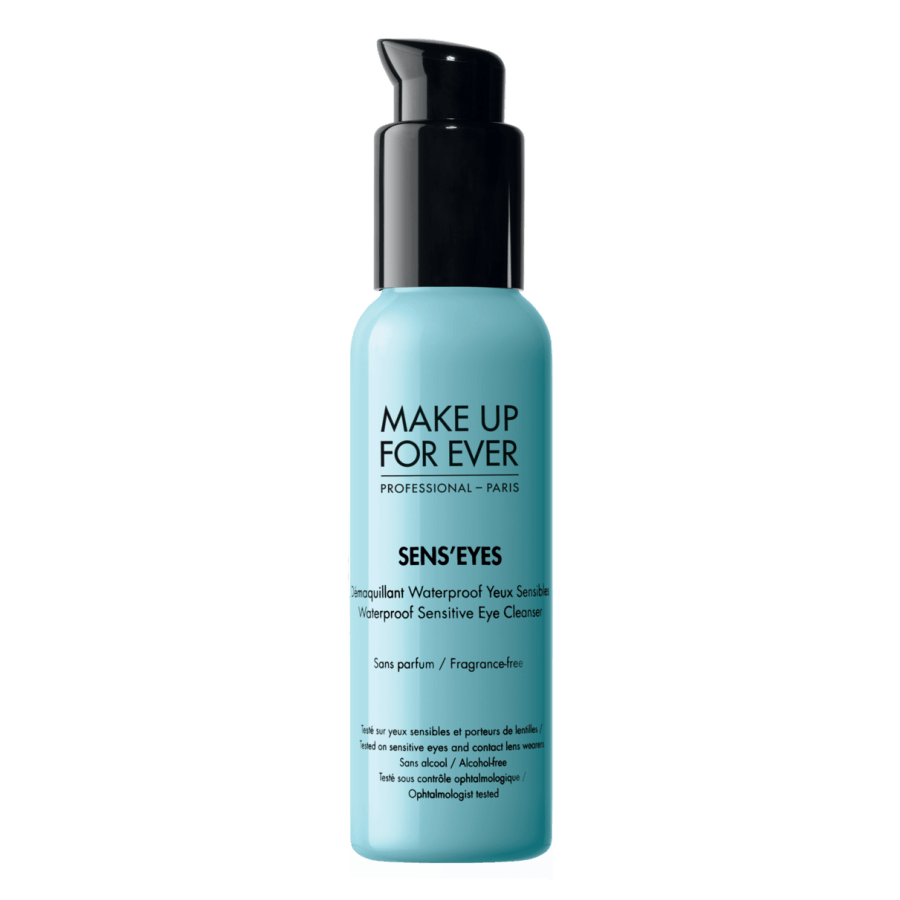 MAKE UP
FOR EVER
PROFESSIONAL – PARIS
SENS'EYES
Démaquillant Waterproof Yeux Sensibles
Waterproof Sensitive Eye Cleanser
Sans parfum / Fragrance-free
Testé sur yeux sensibles et porteurs de lentilles /
Tested on sensitive eyes and contact lens wearers
Sans alcool / Alcohol-free
Testé sous contrôle ophtalmologique /
Ophtalmologist tested